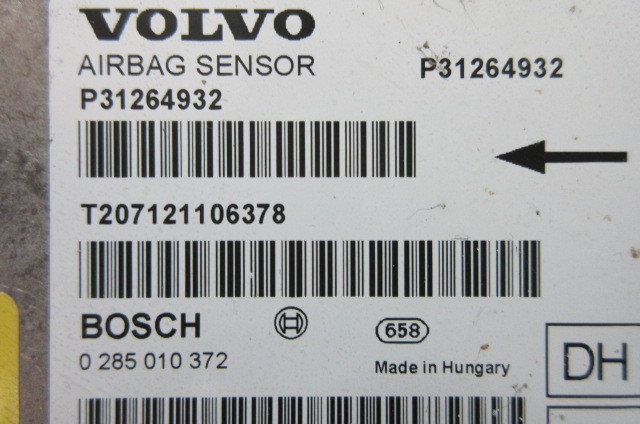 VOLVO
AIRBAG SENSOR P31264932
P31264932
T207121106378
BOSCH 658
0 285 010 372 Made in Hungary
DH